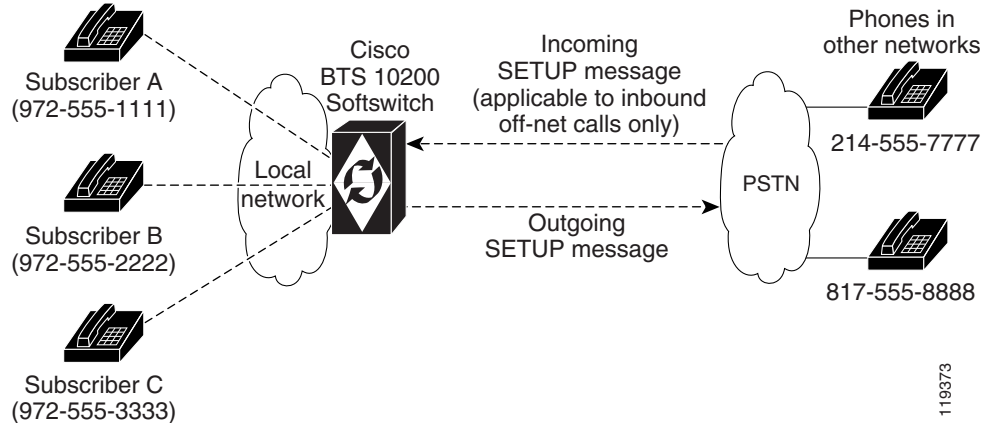 Subscriber A
(972-555-1111)
Subscriber B
(972-555-2222)
Subscriber C
(972-555-3333)
Local
network
Cisco
BTS 10200
Softswitch
Incoming
SETUP message
(applicable to inbound
off-net calls only)
Outgoing
SETUP message
PSTN
Phones in
other networks
214-555-7777
817-555-8888
119373